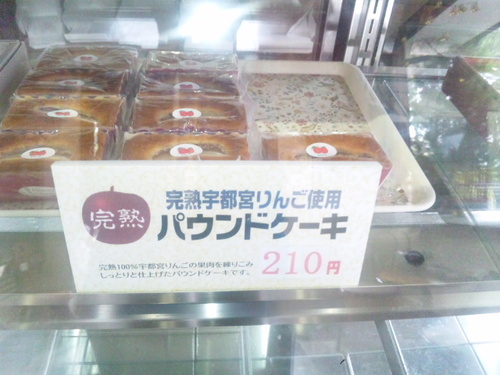 完熟
完熟宇都宮りんご使用
パウンドケーキ
完熟100%宇都宮りんごの果肉を練りこみ
しっとりと仕上げたパウンドケーキです。
210円